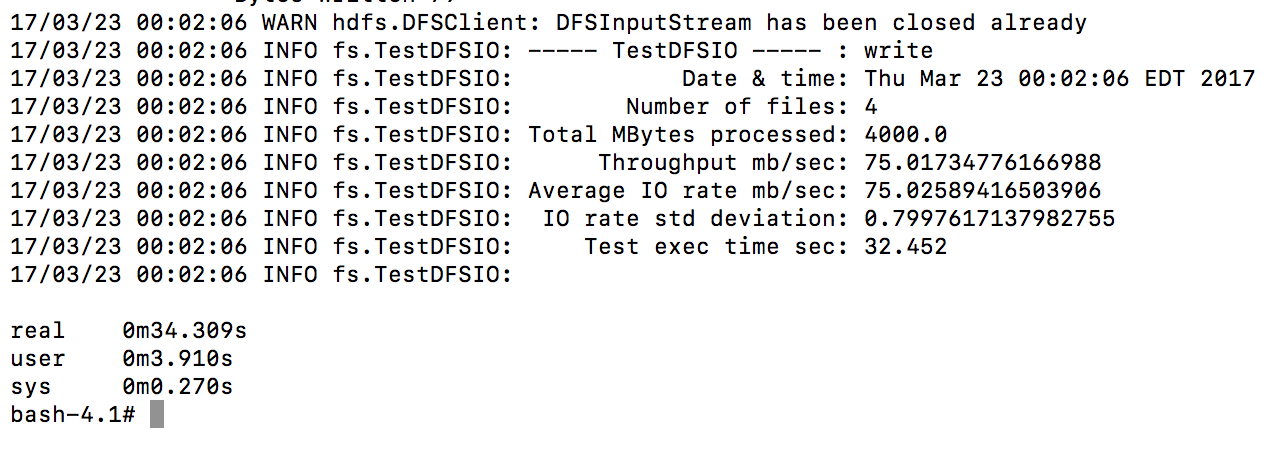 17/03/23 00:02:06 WARN hdfs.DFSClient: DFSInputStream has been closed already
17/03/23 00:02:06 INFO fs.TestDFSIO: ----- TestDFSIO ----- : write
17/03/23 00:02:06 INFO fs.TestDFSIO:            Date & time: Thu Mar 23 00:02:06 EDT 2017
17/03/23 00:02:06 INFO fs.TestDFSIO:        Number of files: 4
17/03/23 00:02:06 INFO fs.TestDFSIO: Total MBytes processed: 4000.0
17/03/23 00:02:06 INFO fs.TestDFSIO:      Throughput mb/sec: 75.01734776166988
17/03/23 00:02:06 INFO fs.TestDFSIO: Average IO rate mb/sec: 75.02589416503906
17/03/23 00:02:06 INFO fs.TestDFSIO:  IO rate std deviation: 0.7997617137982755
17/03/23 00:02:06 INFO fs.TestDFSIO:     Test exec time sec: 32.452
17/03/23 00:02:06 INFO fs.TestDFSIO:
real    0m34.309s
user    0m3.910s
sys     0m0.270s
bash-4.1#